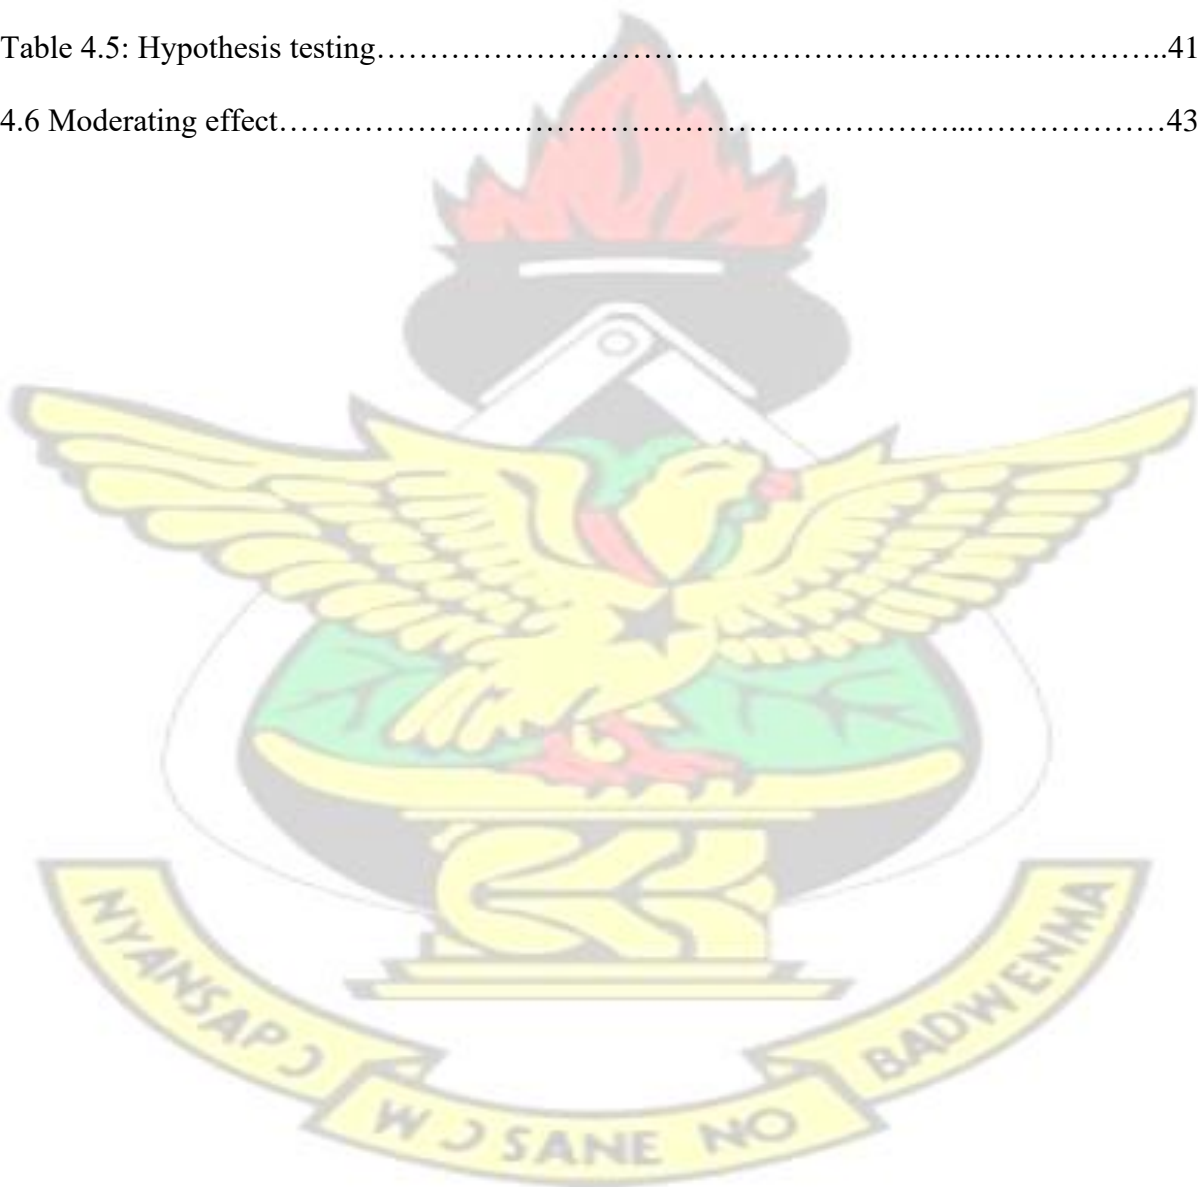 Table 4.5: Hypothesis testing……………………………………………………….……………..41
4.6 Moderating effect………………………………………………………...………………43
NYANSAPƆ
WƆSANE NO
BADWENMA